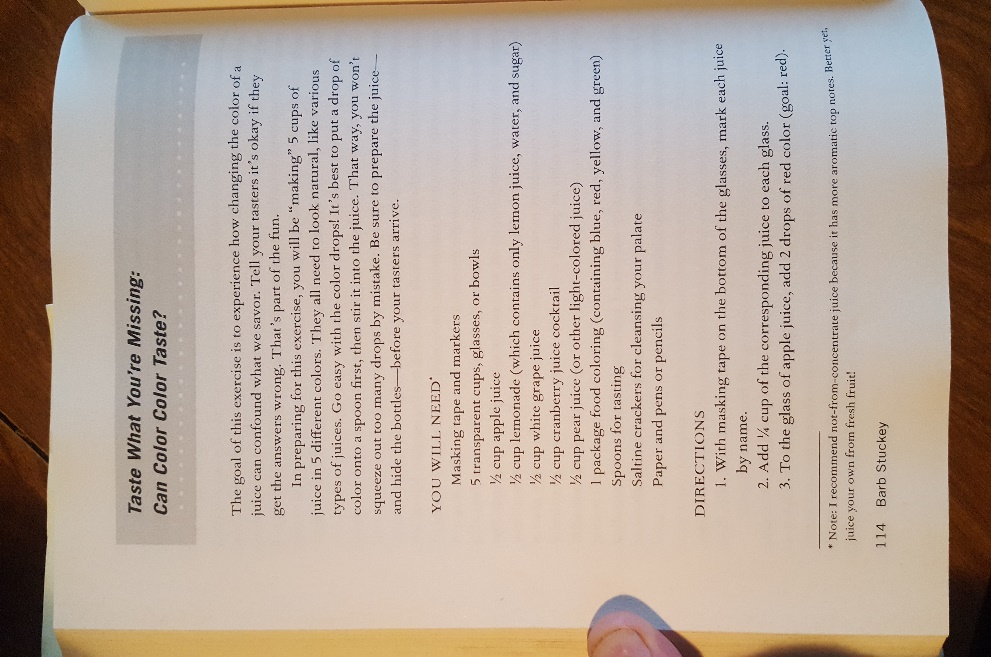 Taste What You're Missing:
Can Color Color Taste?
The goal of this exercise is to experience how changing the color of a
juice can confound what we savor. Tell your tasters it's okay if they
get the answers wrong. That's part of the fun.
In preparing for this exercise, you will be “making” 5 cups of
juice in 5 different colors. They all need to look natural, like various
types of juices. Go easy with the color drops! It's best to put a drop of
color onto a spoon first, then stir it into the juice. That way, you won't
squeeze out too many drops by mistake. Be sure to prepare the juice—
and hide the bottles—before your tasters arrive.
YOU WILL NEED*
Masking tape and markers
5 transparent cups, glasses, or bowls
½ cup apple juice
½ cup lemonade (which contains only lemon juice, water, and sugar)
½ cup white grape juice
½ cup cranberry juice cocktail
½ cup pear juice (or other light-colored juice)
1 package food coloring (containing blue, red, yellow, and green)
Spoons for tasting
Saltine crackers for cleansing your palate
Paper and pens or pencils
DIRECTIONS
1. With masking tape on the bottom of the glasses, mark each juice
by name.
2. Add ¼ cup of the corresponding juice to each glass.
3. To the glass of apple juice, add 2 drops of red color (goal: red).
* Note: I recommend not-from-concentrate juice because it has more aromatic top notes. Better yet,
juice your own from fresh fruit!
114 Barb Stuckey